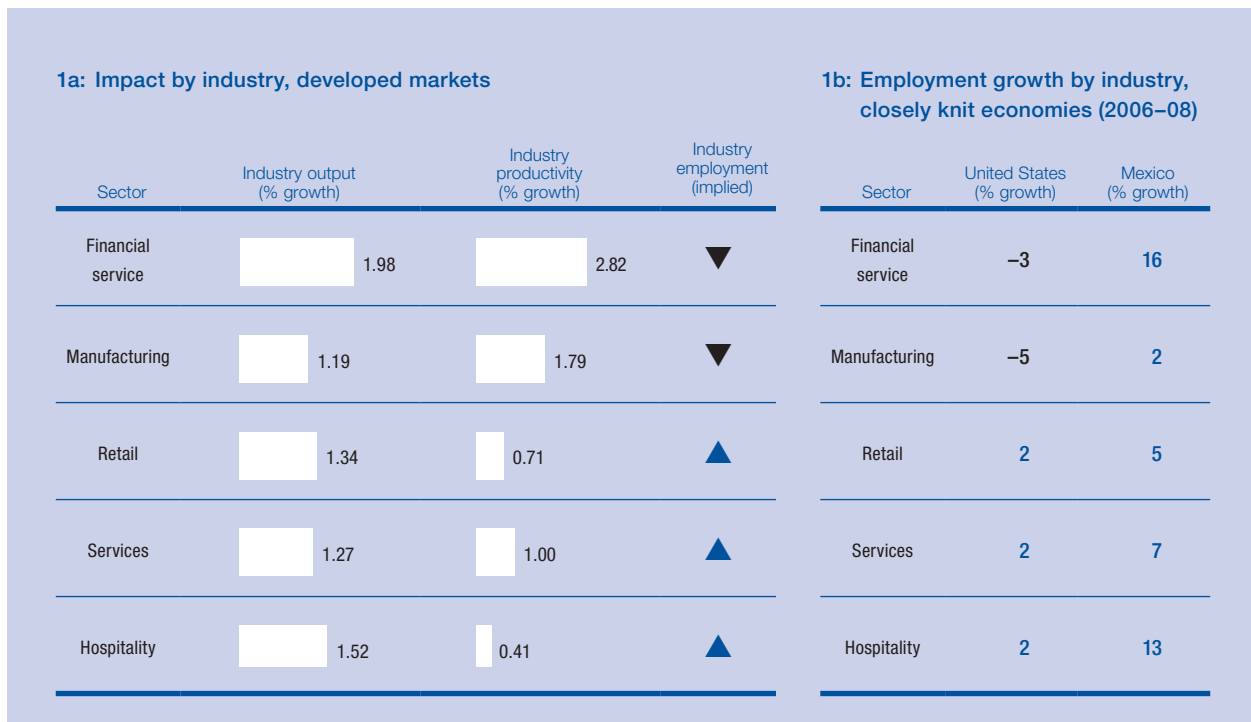 1a: Impact by industry, developed markets
Sector
Industry output
(% growth)
Industry
productivity
(% growth)
Industry
employment
(implied)
Financial
service
1.98
2.82
Manufacturing
1.19
1.79
Retail
1.34
0.71
Services
1.27
1.00
Hospitality
1.52
0.41
1b: Employment growth by industry,
closely knit economies (2006–08)
Sector
United States
(% growth)
Mexico
(% growth)
Financial
service
–3
16
Manufacturing
–5
2
Retail
2
5
Services
2
7
Hospitality
2
13